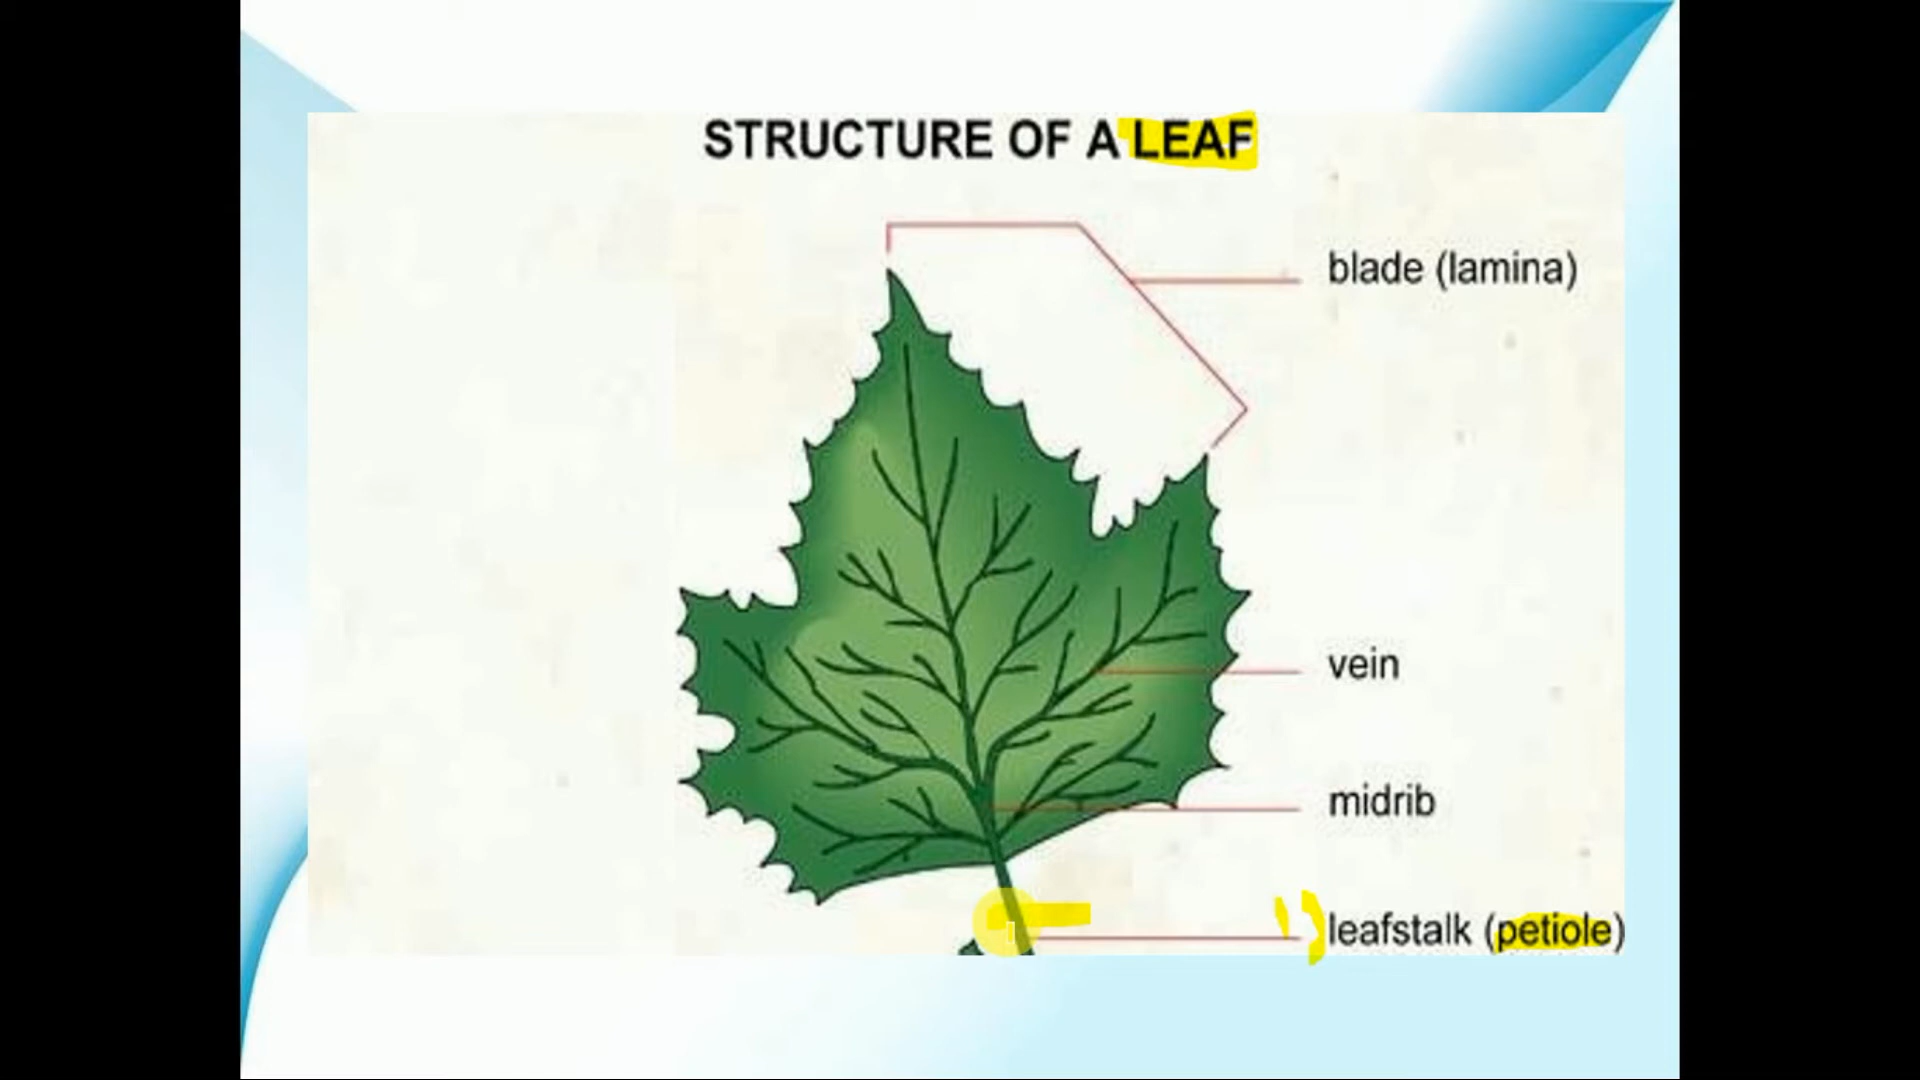 STRUCTURE OF A LEAF
blade (lamina)
vein
midrib
leafstalk (petiole)